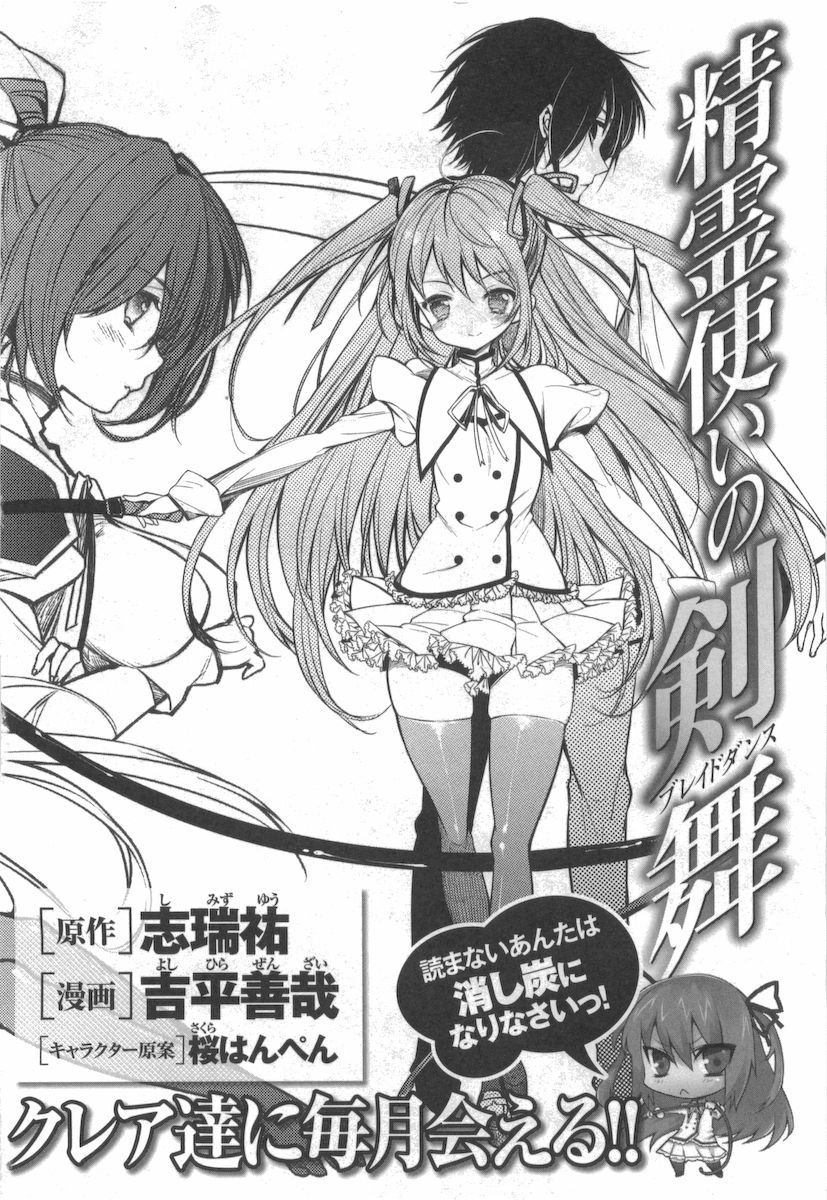 精霊使いの剣舞
ブレイドダンス
[原作]志瑞祐
し みず ゆう
[漫画]吉平善哉
よし ひら ぜん ざい
[キャラクター原案]桜はんぺん
さくら
読まないあんたは
消し炭に
なりなさいっ!
クレア達に毎月会える!!